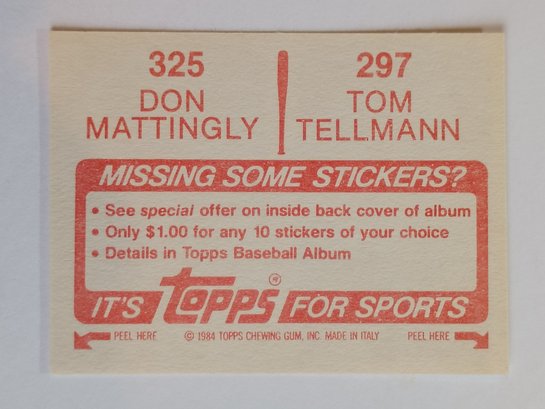 325 297
DON TOM
MATTINGLY TELLMANN
MISSING SOME STICKERS?
• See special offer on inside back cover of album
• Only $1.00 for any 10 stickers of your choice
• Details in Topps Baseball Album
IT'S topps® FOR SPORTS
PEEL HERE © 1984 TOPPS CHEWING GUM, INC. MADE IN ITALY PEEL HERE